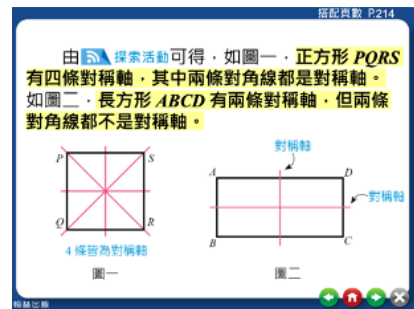 搭配頁數 P.214
由 探索活動可得，如圖一，正方形 PQRS
有四條對稱軸，其中兩條對角線都是對稱軸。
如圖二，長方形 ABCD 有兩條對稱軸，但兩條
對角線都不是對稱軸。
對稱軸
P S
A D
對稱軸
Q R
B C
4 條皆為對稱軸
圖一 圖二
翰林出版